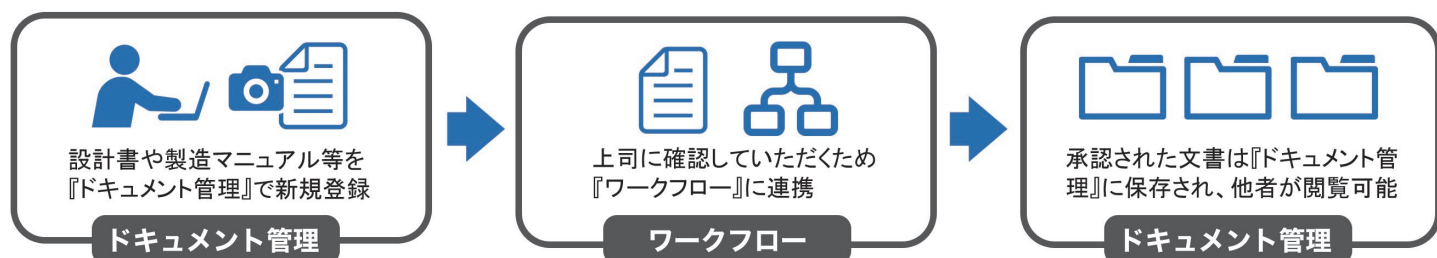 設計書や製造マニュアル等を
『ドキュメント管理』で新規登録
ドキュメント管理
上司に確認していただくため
『ワークフロー』に連携
ワークフロー
承認された文書は『ドキュメント管
理』に保存され、他者が閲覧可能
ドキュメント管理